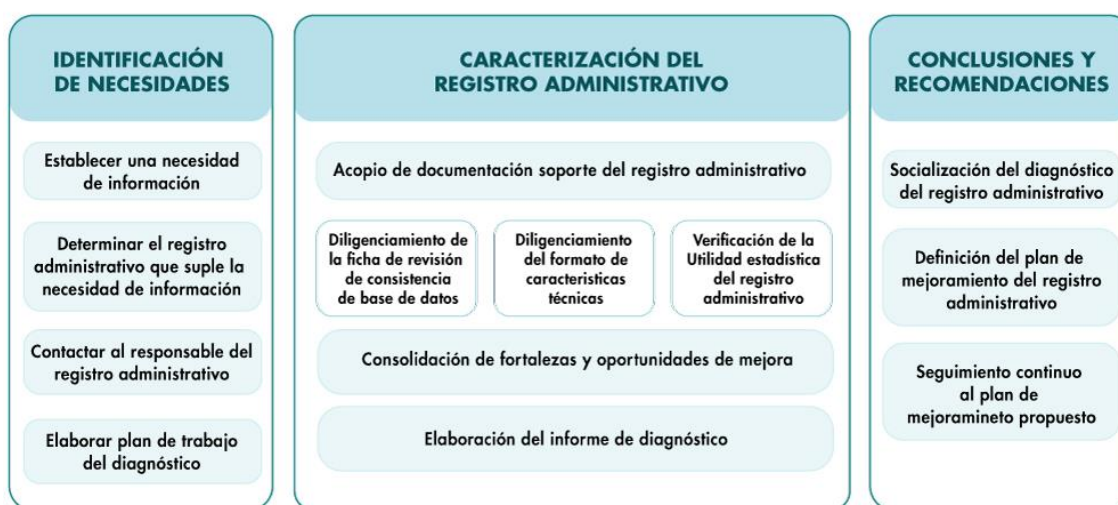 IDENTIFICACIÓN
DE NECESIDADES
Establecer una necesidad
de información
Determinar el registro
administrativo que suple la
necesidad de información
Contactar al responsable del
registro administrativo
Elaborar plan de trabajo
del diagnóstico
CARACTERIZACIÓN DEL
REGISTRO ADMINISTRATIVO
Acopio de documentación soporte del registro administrativo
Diligenciamiento de
la ficha de revisión
de consistencia
de base de datos
Diligenciamiento
del formato de
caracteristicas
técnicas
Verificación de la
Utilidad estadística
del registro
administrativo
Consolidación de fortalezas y oportunidades de mejora
Elaboración del informe de diagnóstico
CONCLUSIONES Y
RECOMENDACIONES
Socialización del diagnóstico
del registro administrativo
Definición del plan de
mejoramiento del registro
administrativo
Seguimiento continuo
al plan de
mejoramineto propuesto